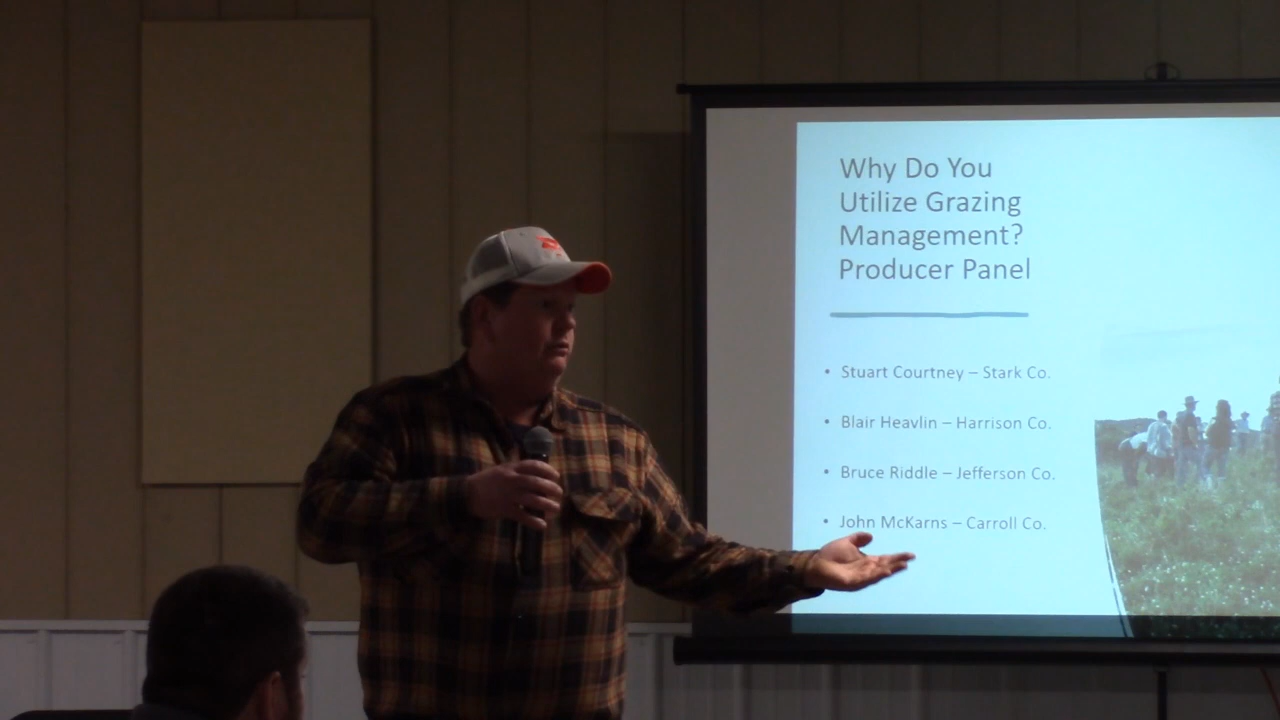 Why Do You
Utilize Grazing
Management?
Producer Panel
• Stuart Courtney – Stark Co.
• Blair Heavlin – Harrison Co.
• Bruce Riddle – Jefferson Co.
• John McKarns – Carroll Co.